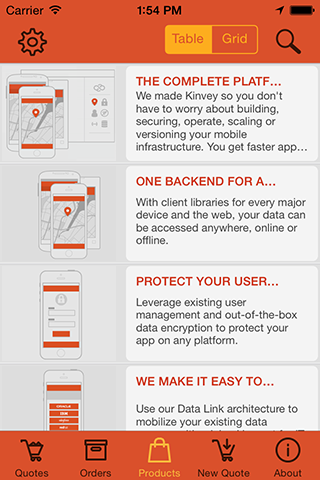 Carrier 1:54 PM
Table Grid
THE COMPLETE PLATF...
We made Kinvey so you don't
have to worry about building,
securing, operate, scaling or
versioning your mobile
infrastructure. You get faster app...
ONE BACKEND FOR A...
With client libraries for every major
device and the web, your data can
be accessed anywhere, online or
offline.
PROTECT YOUR USER...
Leverage existing user
management and out-of-the-box
data encryption to protect your
app on any platform.
WE MAKE IT EASY TO...
ORACLE
Use our Data Link architecture to
mobilize your existing data
Quotes Orders Products New Quote About